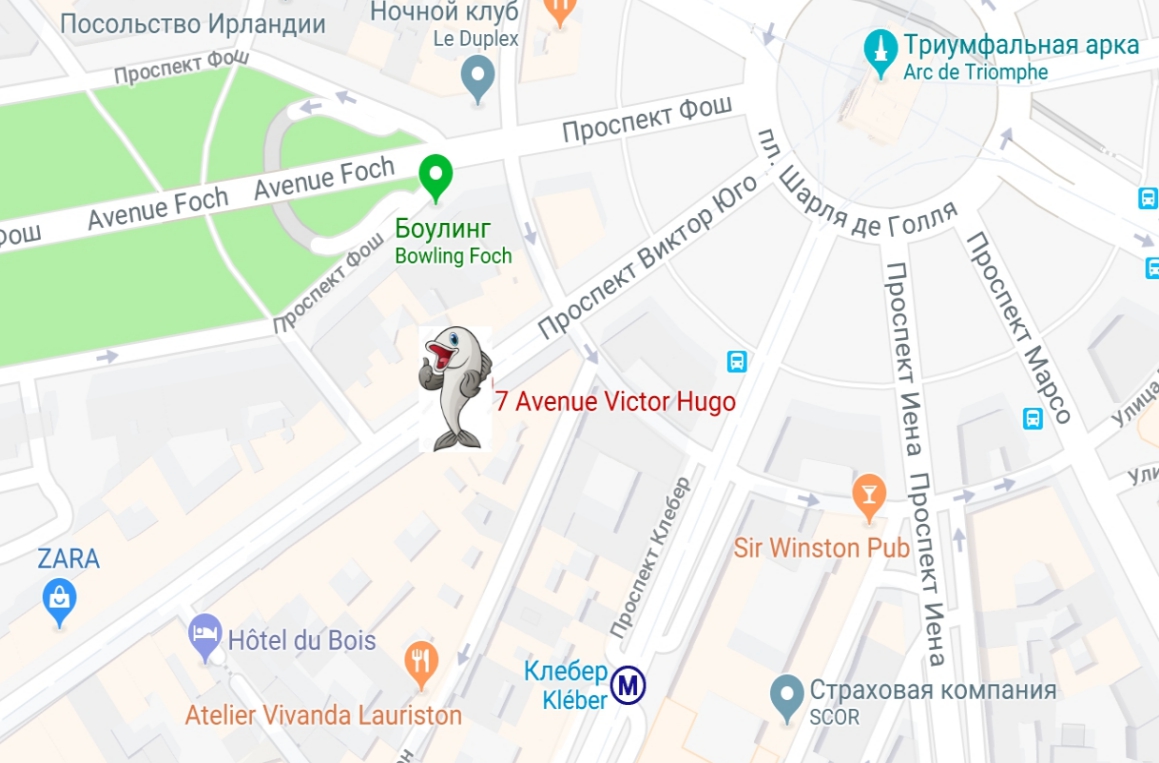 Посольство Ирландии
Ночной клуб
Le Duplex
Триумфальная арка
Arc de Triomphe
Проспект Фош
Проспект Фош
Avenue Foch
Avenue Foch
Фош
пл. Шарля де Голля
Боулинг
Bowling Foch
Проспект Фош
Проспект Виктор Юго
Проспект Иена
Проспект Марсо
7 Avenue Victor Hugo
Улица
Ули
Проспект Клебер
Проспект Иена
Sir Winston Pub
ZARA
Hôtel du Bois
Atelier Vivanda Lauriston
Клебер
Kléber
M
Страховая компания
SCOR